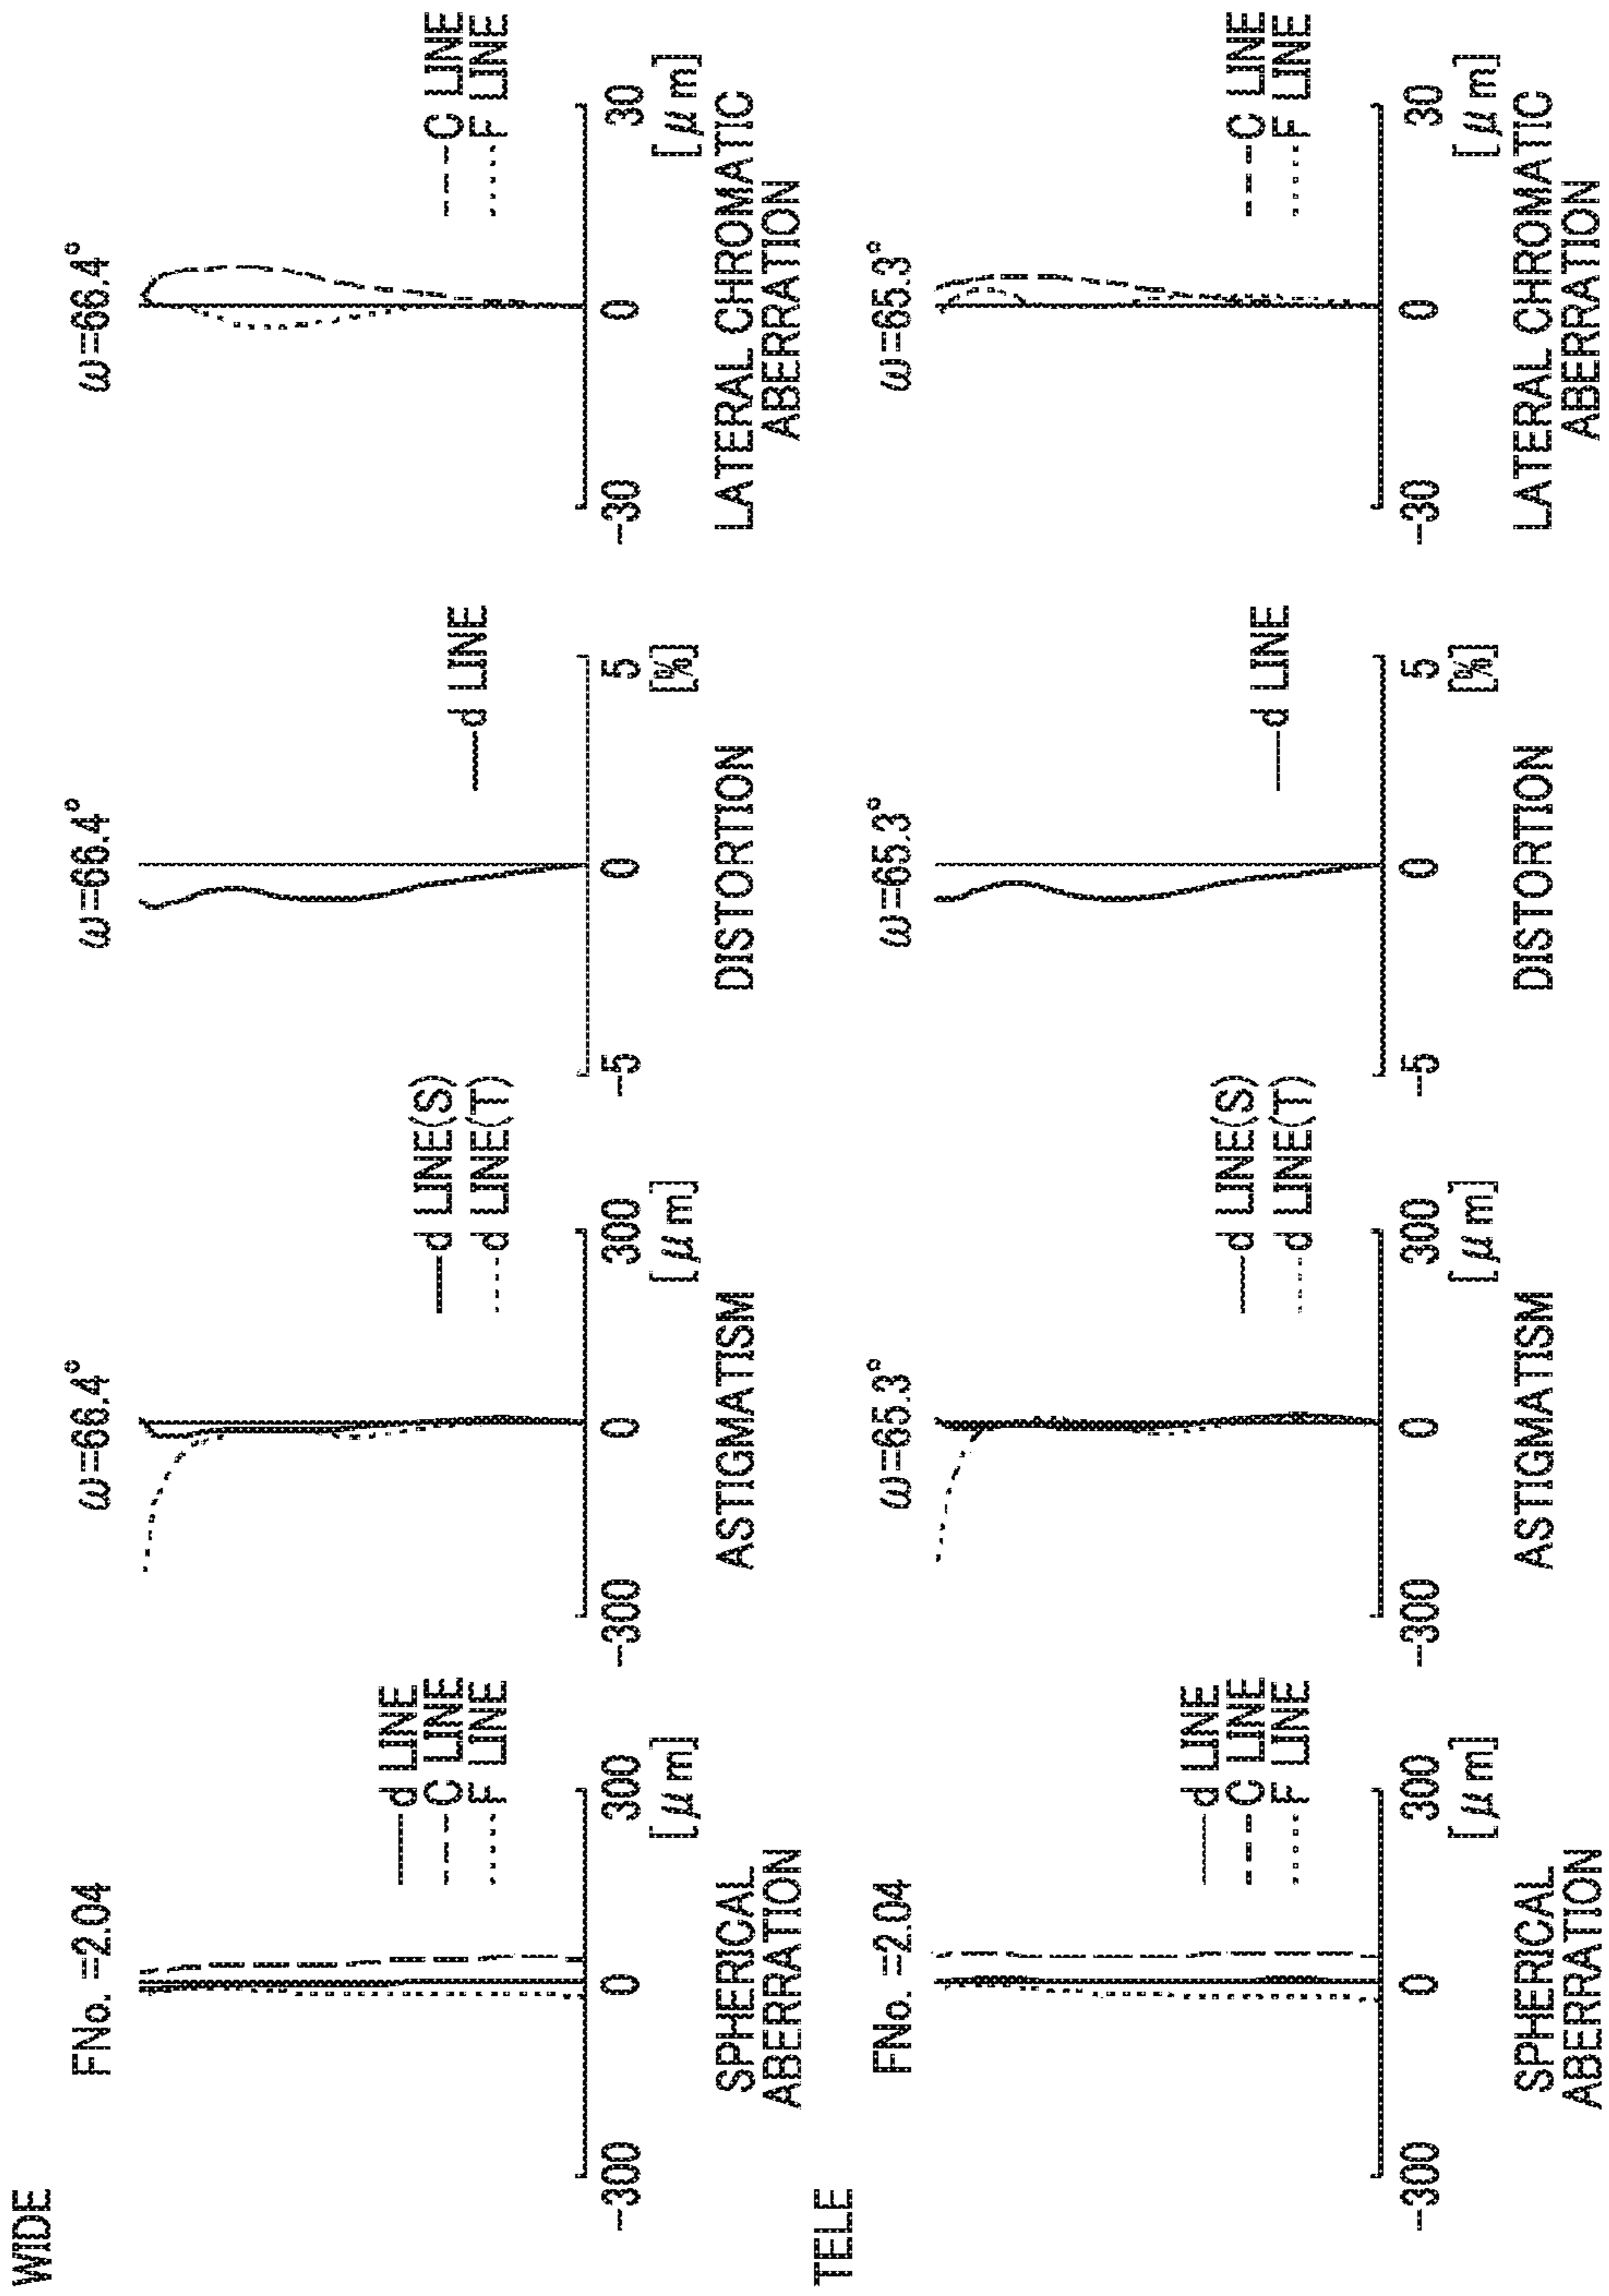 WIDE
FNo. =2.04
d LINE
C LINE
F LINE
-300 0 300
[μm]
SPHERICAL
ABERRATION
ω=66.4°
d LINE(S)
d LINE(T)
-300 0 300
[μm]
ASTIGMATISM
ω=66.4°
d LINE
-5 0 5
[%]
DISTORTION
ω=66.4°
C LINE
F LINE
-30 0 30
[μm]
LATERAL CHROMATIC
ABERRATION
TELE
FNo. =2.04
d LINE
C LINE
F LINE
-300 0 300
[μm]
SPHERICAL
ABERRATION
ω=65.3°
d LINE(S)
d LINE(T)
-300 0 300
[μm]
ASTIGMATISM
ω=65.3°
d LINE
-5 0 5
[%]
DISTORTION
ω=65.3°
C LINE
F LINE
-30 0 30
[μm]
LATERAL CHROMATIC
ABERRATION